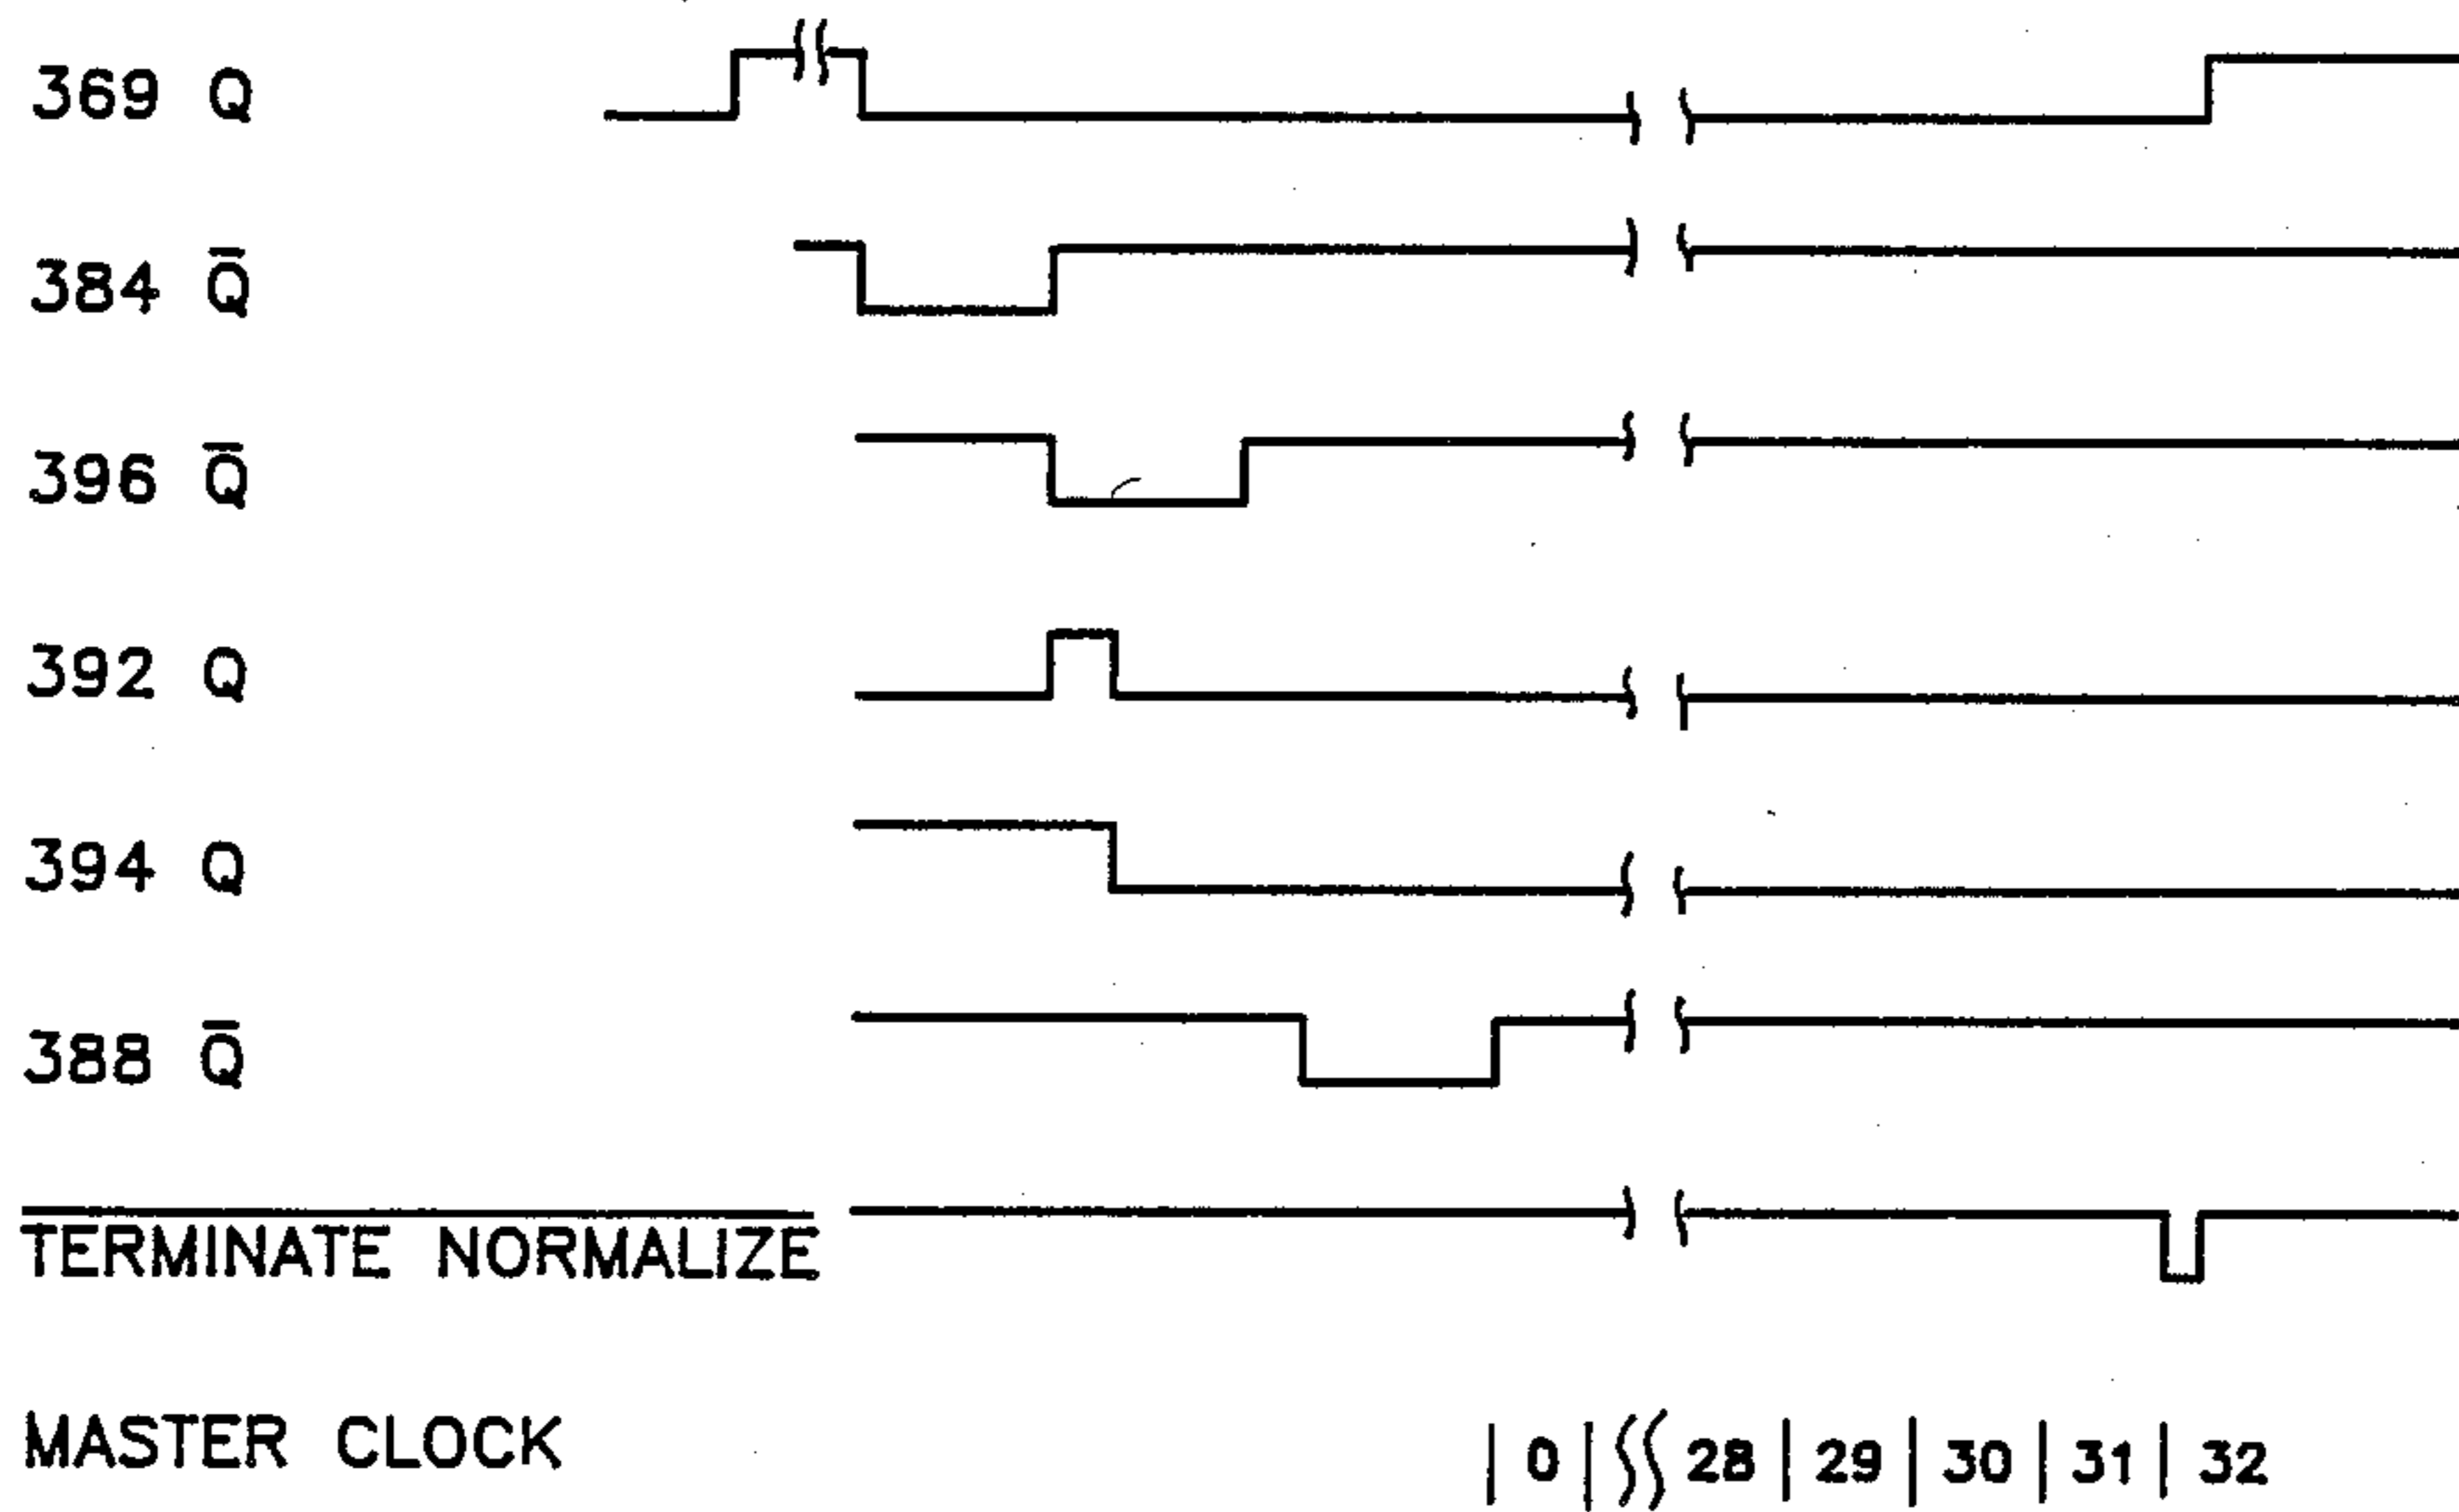 369 Q
384 Q̅
396 Q̅
392 Q
394 Q
388 Q̅
TERMINATE NORMALIZE
MASTER CLOCK 0 28 29 30 31 32